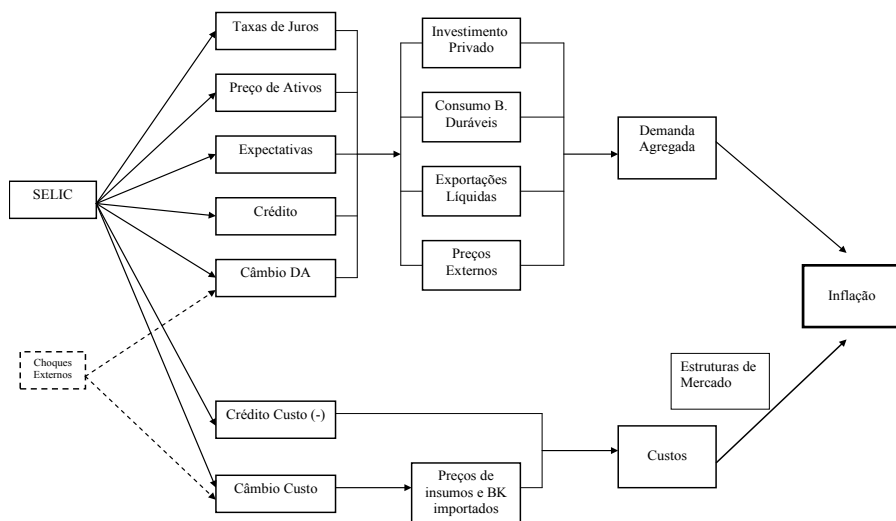 Taxas de Juros
Preço de Ativos
Expectativas
SELIC
Crédito
Câmbio DA
Choques
Externos
Crédito Custo (-)
Câmbio Custo
Investimento
Privado
Consumo B.
Duráveis
Exportações
Líquidas
Preços
Externos
Preços de
insumos e BK
importados
Demanda
Agregada
Custos
Estruturas de
Mercado
Inflação